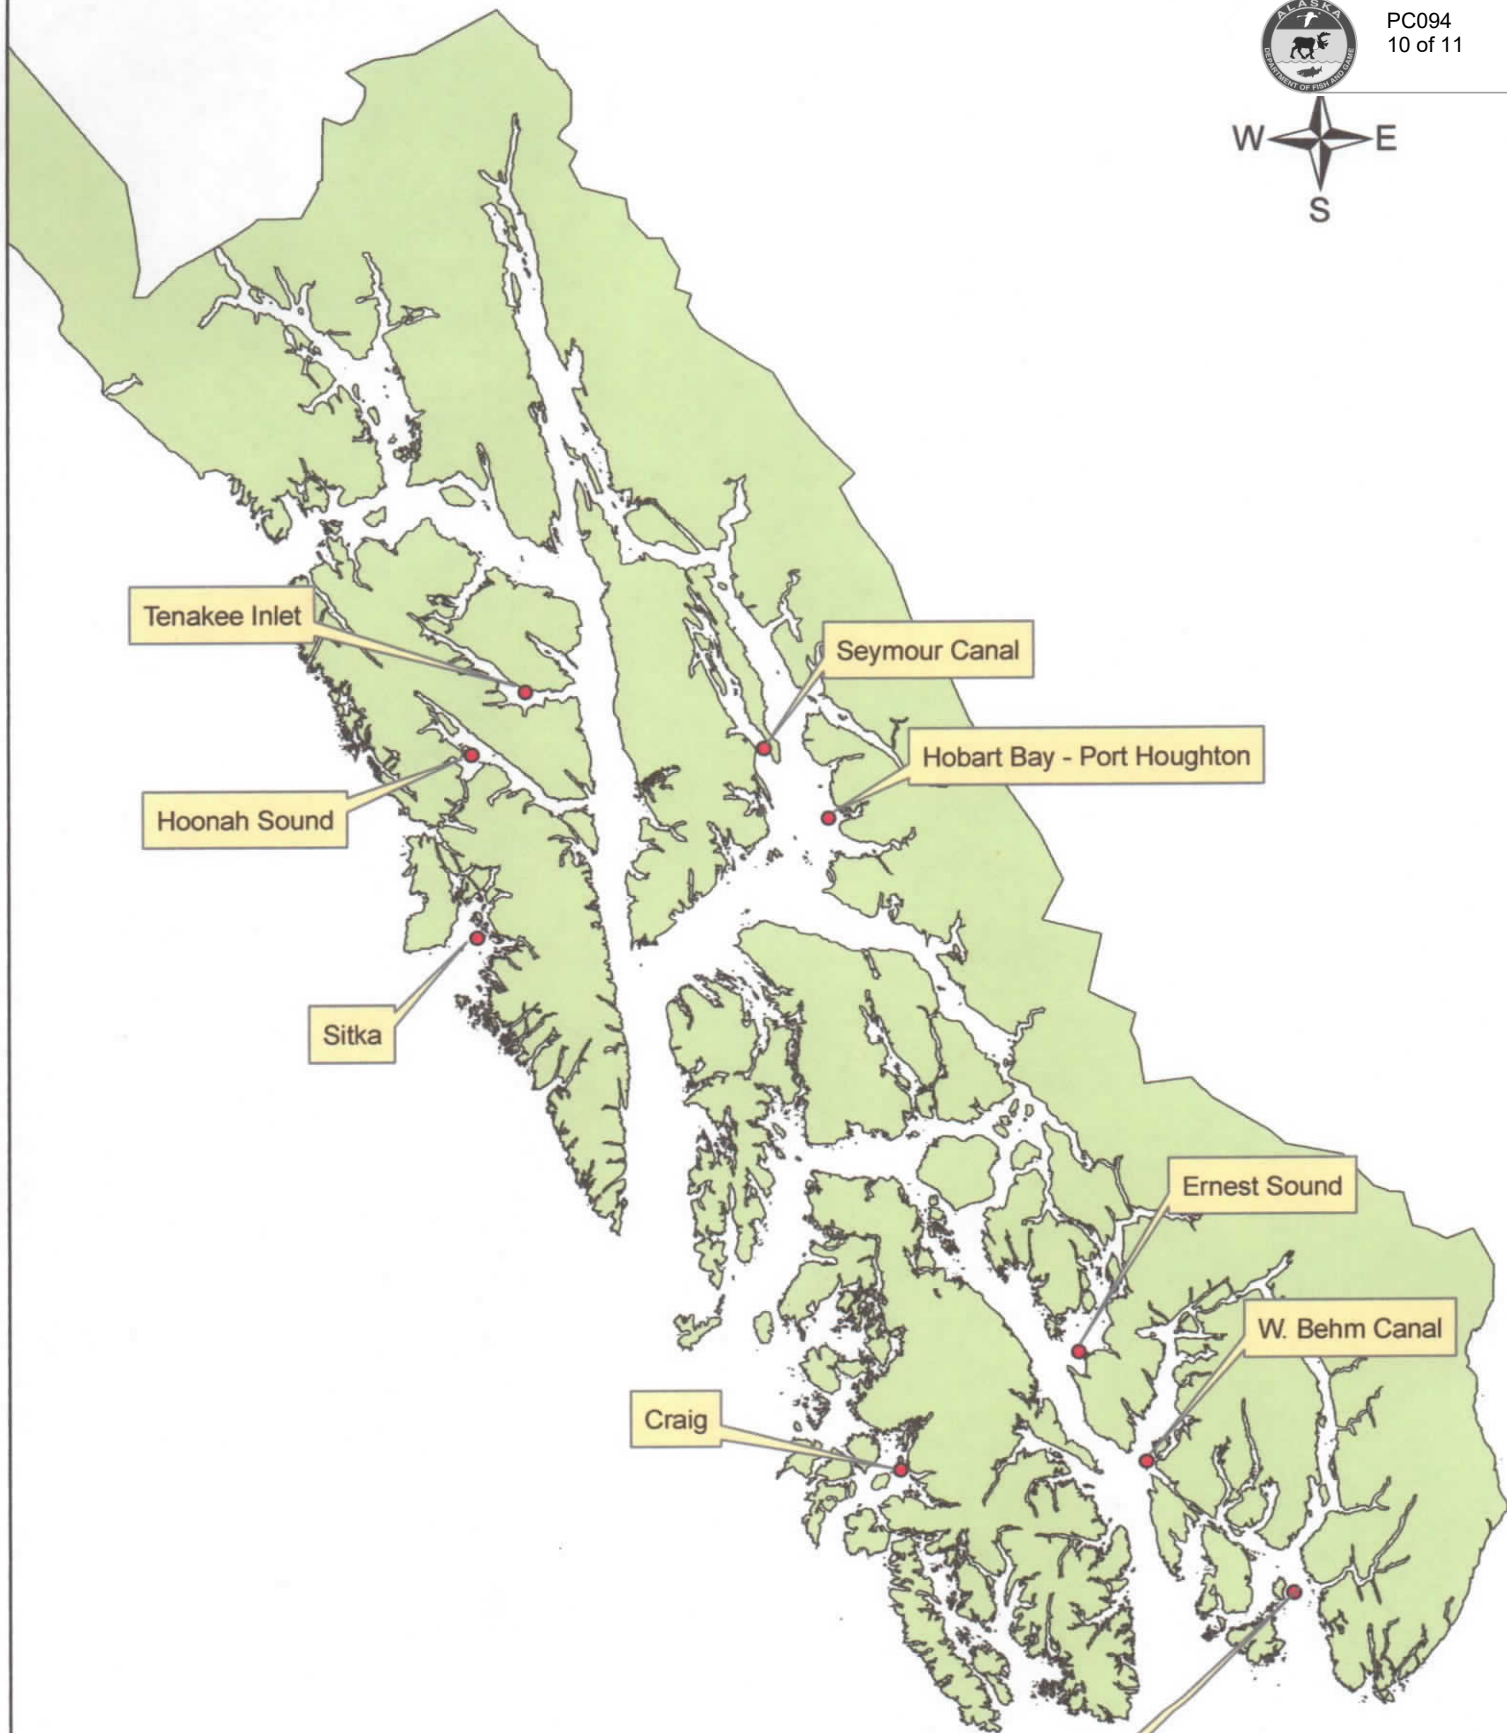 ALASKA
DEPARTMENT OF FISH AND GAME
PC094
10 of 11
W E
S
Tenakee Inlet
Seymour Canal
Hobart Bay - Port Houghton
Hoonah Sound
Sitka
Ernest Sound
W. Behm Canal
Craig